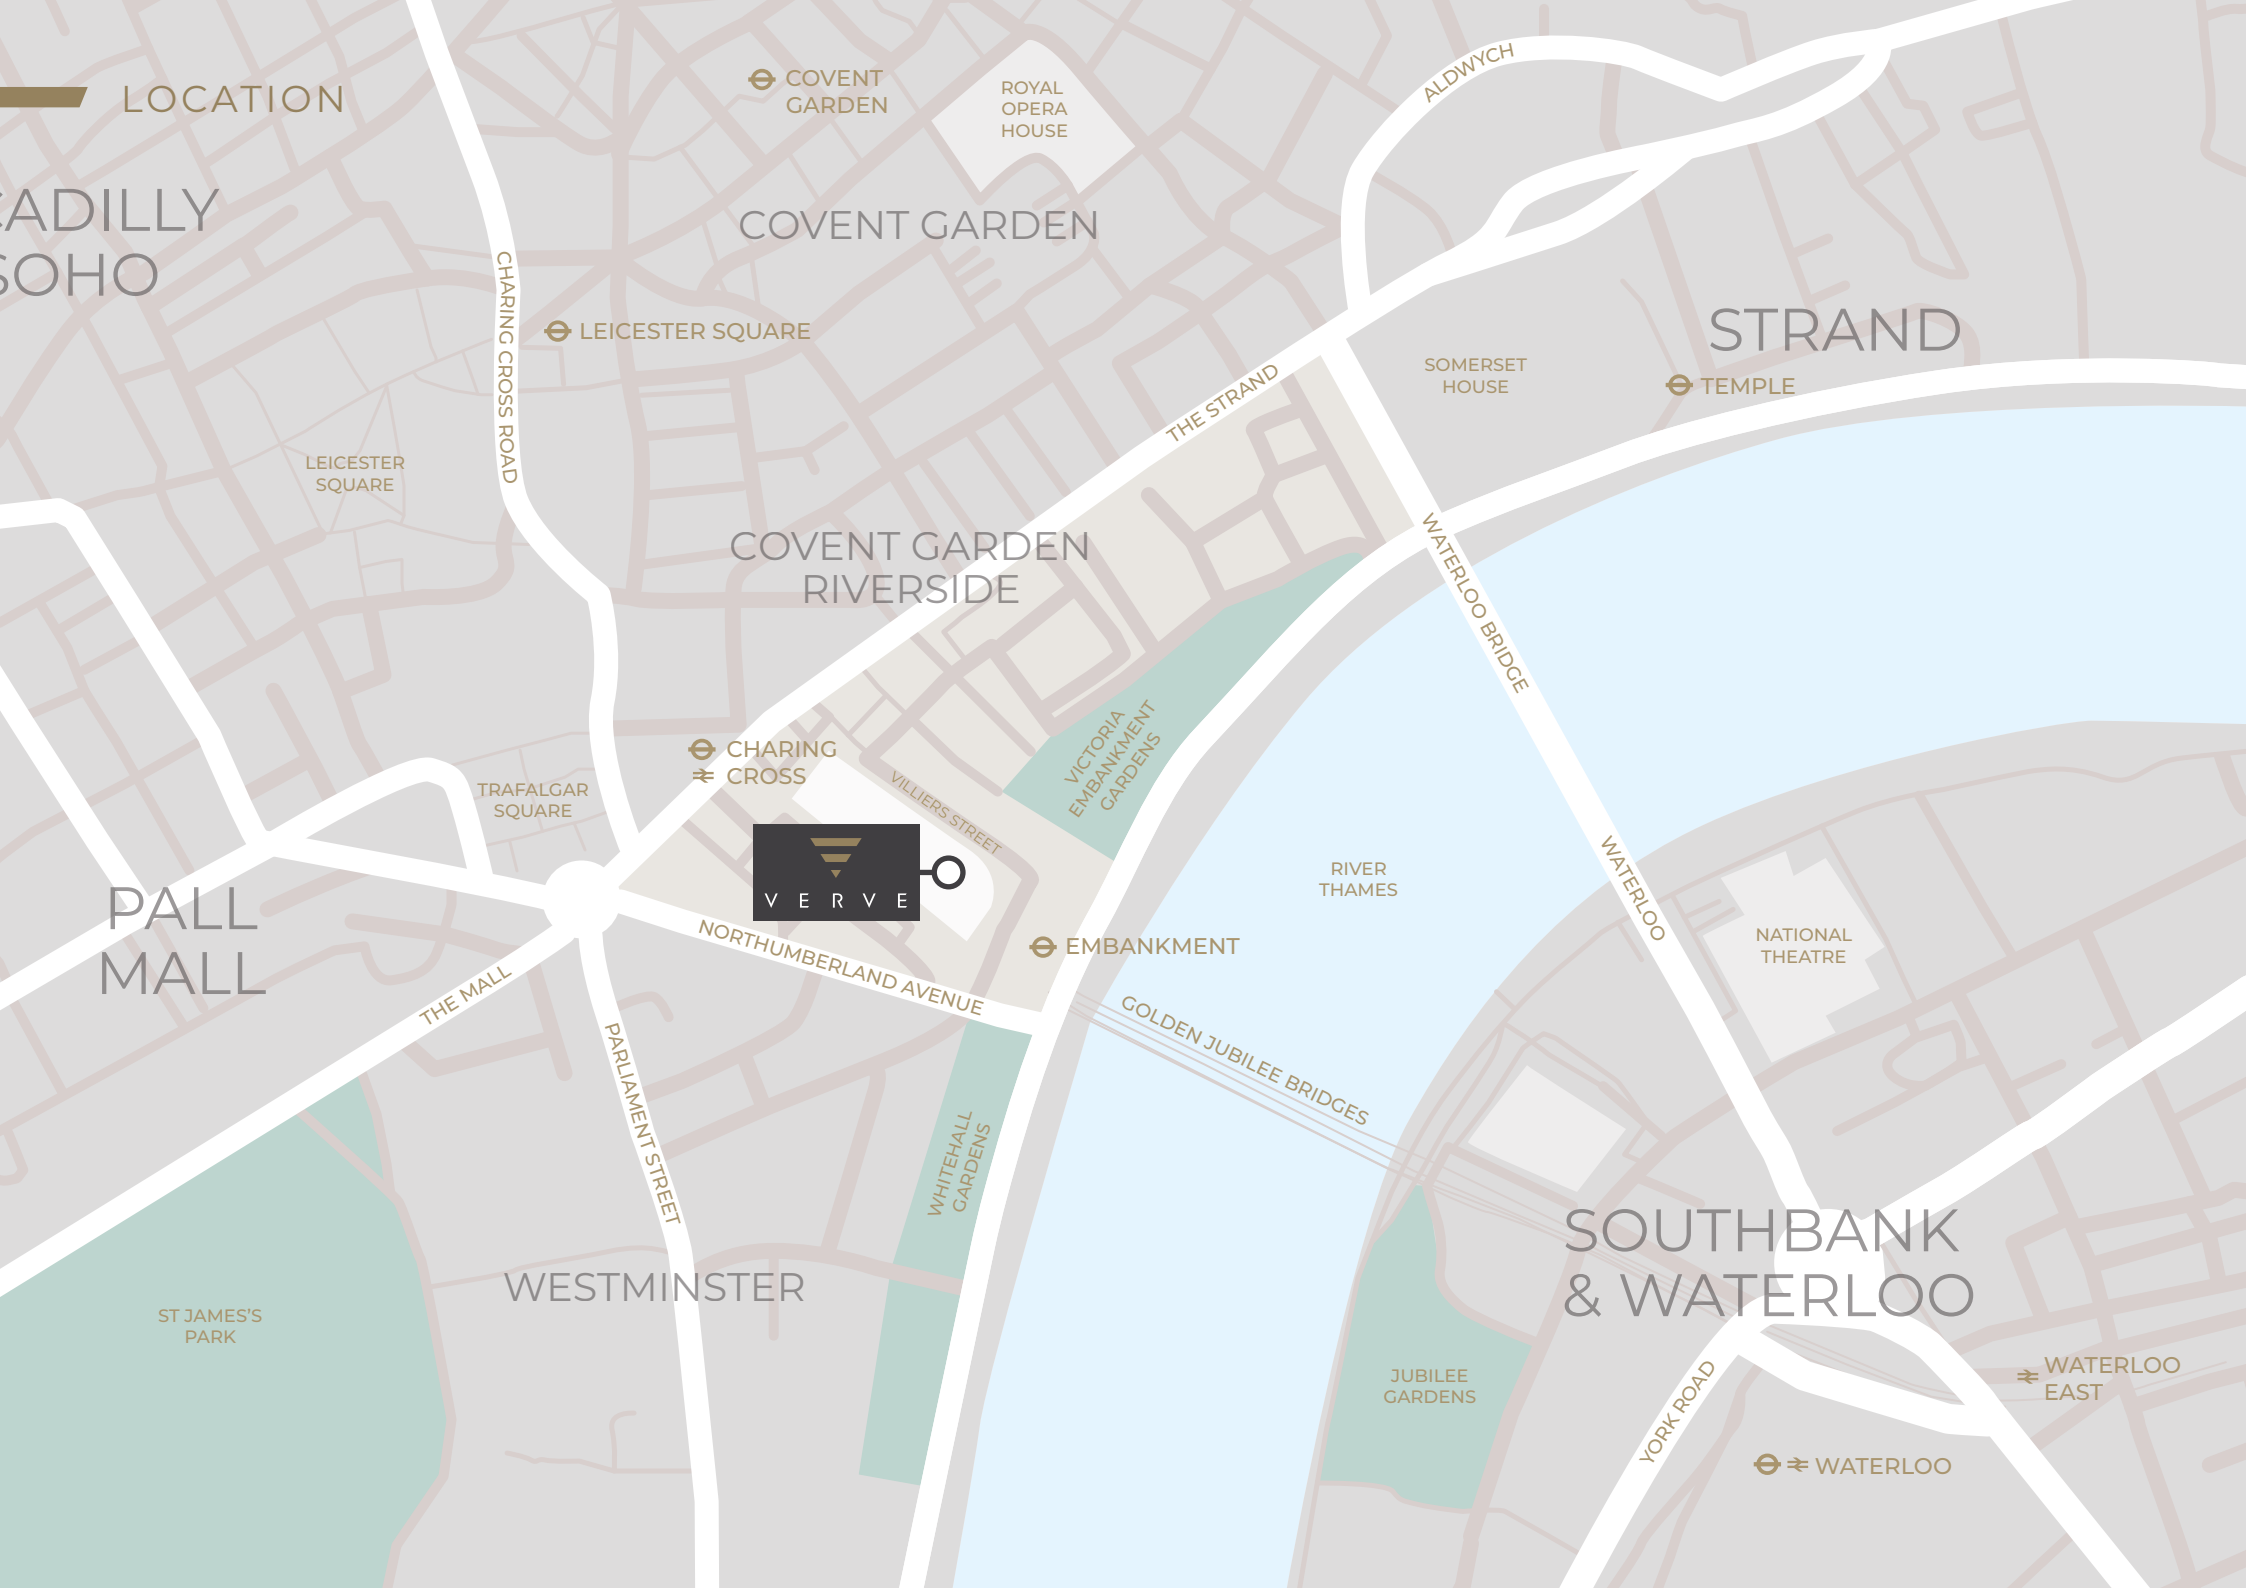 LOCATION
COVENT
GARDEN
ROYAL
OPERA
HOUSE
ALDWYCH
CADILLY
SOHO
COVENT GARDEN
CHARING CROSS ROAD
LEICESTER SQUARE
STRAND
SOMERSET
HOUSE
TEMPLE
THE STRAND
LEICESTER
SQUARE
COVENT GARDEN
RIVERSIDE
WATERLOO BRIDGE
VICTORIA
EMBANKMENT
GARDENS
CHARING
CROSS
TRAFALGAR
SQUARE
VILLIERS STREET
VERVE
RIVER
THAMES
WATERLOO
NATIONAL
THEATRE
PALL
MALL
THE MALL
NORTHUMBERLAND AVENUE
EMBANKMENT
GOLDEN JUBILEE BRIDGES
PARLIAMENT STREET
WHITEHALL
GARDENS
WESTMINSTER
ST JAMES'S
PARK
SOUTHBANK
& WATERLOO
JUBILEE
GARDENS
YORK ROAD
WATERLOO
EAST
WATERLOO